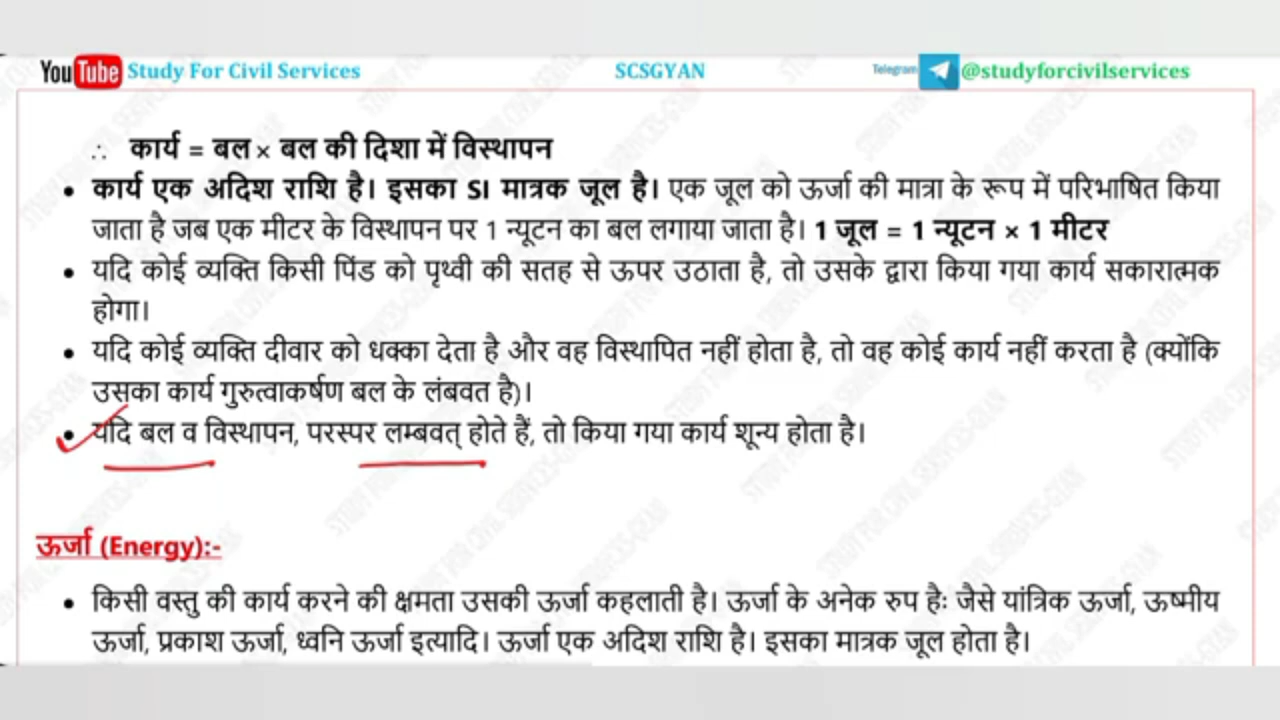 YouTube Study For Civil Services SCSGYAN Telegram @studyforcivilservices
∴ कार्य = बल × बल की दिशा में विस्थापन
• कार्य एक अदिश राशि है। इसका SI मात्रक जूल है। एक जूल को ऊर्जा की मात्रा के रूप में परिभाषित किया
जाता है जब एक मीटर के विस्थापन पर 1 न्यूटन का बल लगाया जाता है। 1 जूल = 1 न्यूटन × 1 मीटर
• यदि कोई व्यक्ति किसी पिंड को पृथ्वी की सतह से ऊपर उठाता है, तो उसके द्वारा किया गया कार्य सकारात्मक
होगा।
• यदि कोई व्यक्ति दीवार को धक्का देता है और वह विस्थापित नहीं होता है, तो वह कोई कार्य नहीं करता है (क्योंकि
उसका कार्य गुरुत्वाकर्षण बल के लंबवत है)।
• यदि बल व विस्थापन, परस्पर लम्बवत् होते हैं, तो किया गया कार्य शून्य होता है।
ऊर्जा (Energy):-
• किसी वस्तु की कार्य करने की क्षमता उसकी ऊर्जा कहलाती है। ऊर्जा के अनेक रुप हैः जैसे यांत्रिक ऊर्जा, ऊष्मीय
ऊर्जा, प्रकाश ऊर्जा, ध्वनि ऊर्जा इत्यादि। ऊर्जा एक अदिश राशि है। इसका मात्रक जूल होता है।